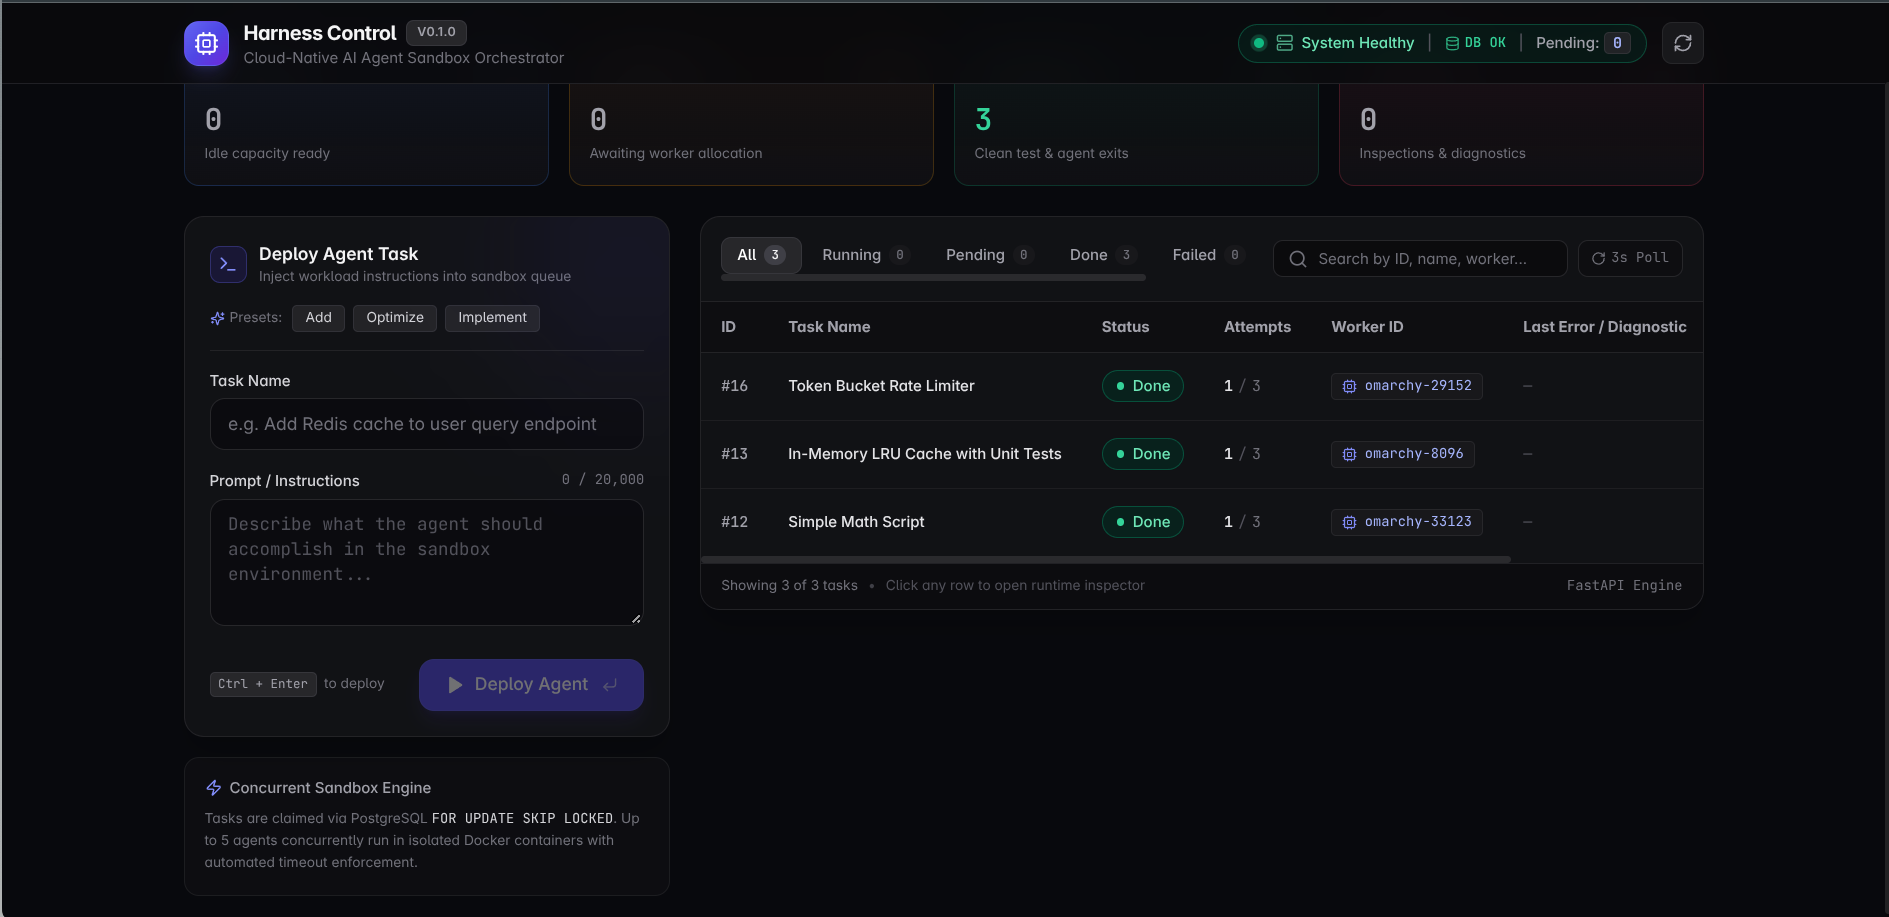 Harness Control V0.1.0
Cloud-Native AI Agent Sandbox Orchestrator
System Healthy | DB OK | Pending: 0
0
Idle capacity ready
0
Awaiting worker allocation
3
Clean test & agent exits
0
Inspections & diagnostics
Deploy Agent Task
Inject workload instructions into sandbox queue
Presets: Add Optimize Implement
Task Name
e.g. Add Redis cache to user query endpoint
Prompt / Instructions 0 / 20,000
Describe what the agent should
accomplish in the sandbox
environment...
Ctrl + Enter to deploy Deploy Agent
Concurrent Sandbox Engine
Tasks are claimed via PostgreSQL FOR UPDATE SKIP LOCKED. Up
to 5 agents concurrently run in isolated Docker containers with
automated timeout enforcement.
All 3 Running 0 Pending 0 Done 3 Failed 0 Search by ID, name, worker... 3s Poll
ID Task Name Status Attempts Worker ID Last Error / Diagnostic
#16 Token Bucket Rate Limiter Done 1 / 3 omarchy-29152 —
#13 In-Memory LRU Cache with Unit Tests Done 1 / 3 omarchy-8096 —
#12 Simple Math Script Done 1 / 3 omarchy-33123 —
Showing 3 of 3 tasks • Click any row to open runtime inspector FastAPI Engine